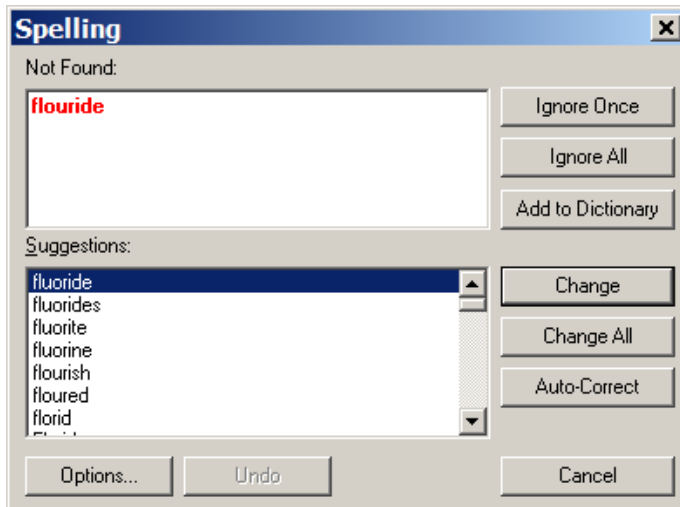 Spelling
Not Found:
flouride
Ignore Once
Ignore All
Add to Dictionary
Suggestions:
fluoride
fluorides
fluorite
fluorine
flourish
floured
florid
Change
Change All
Auto-Correct
Options...
Undo
Cancel